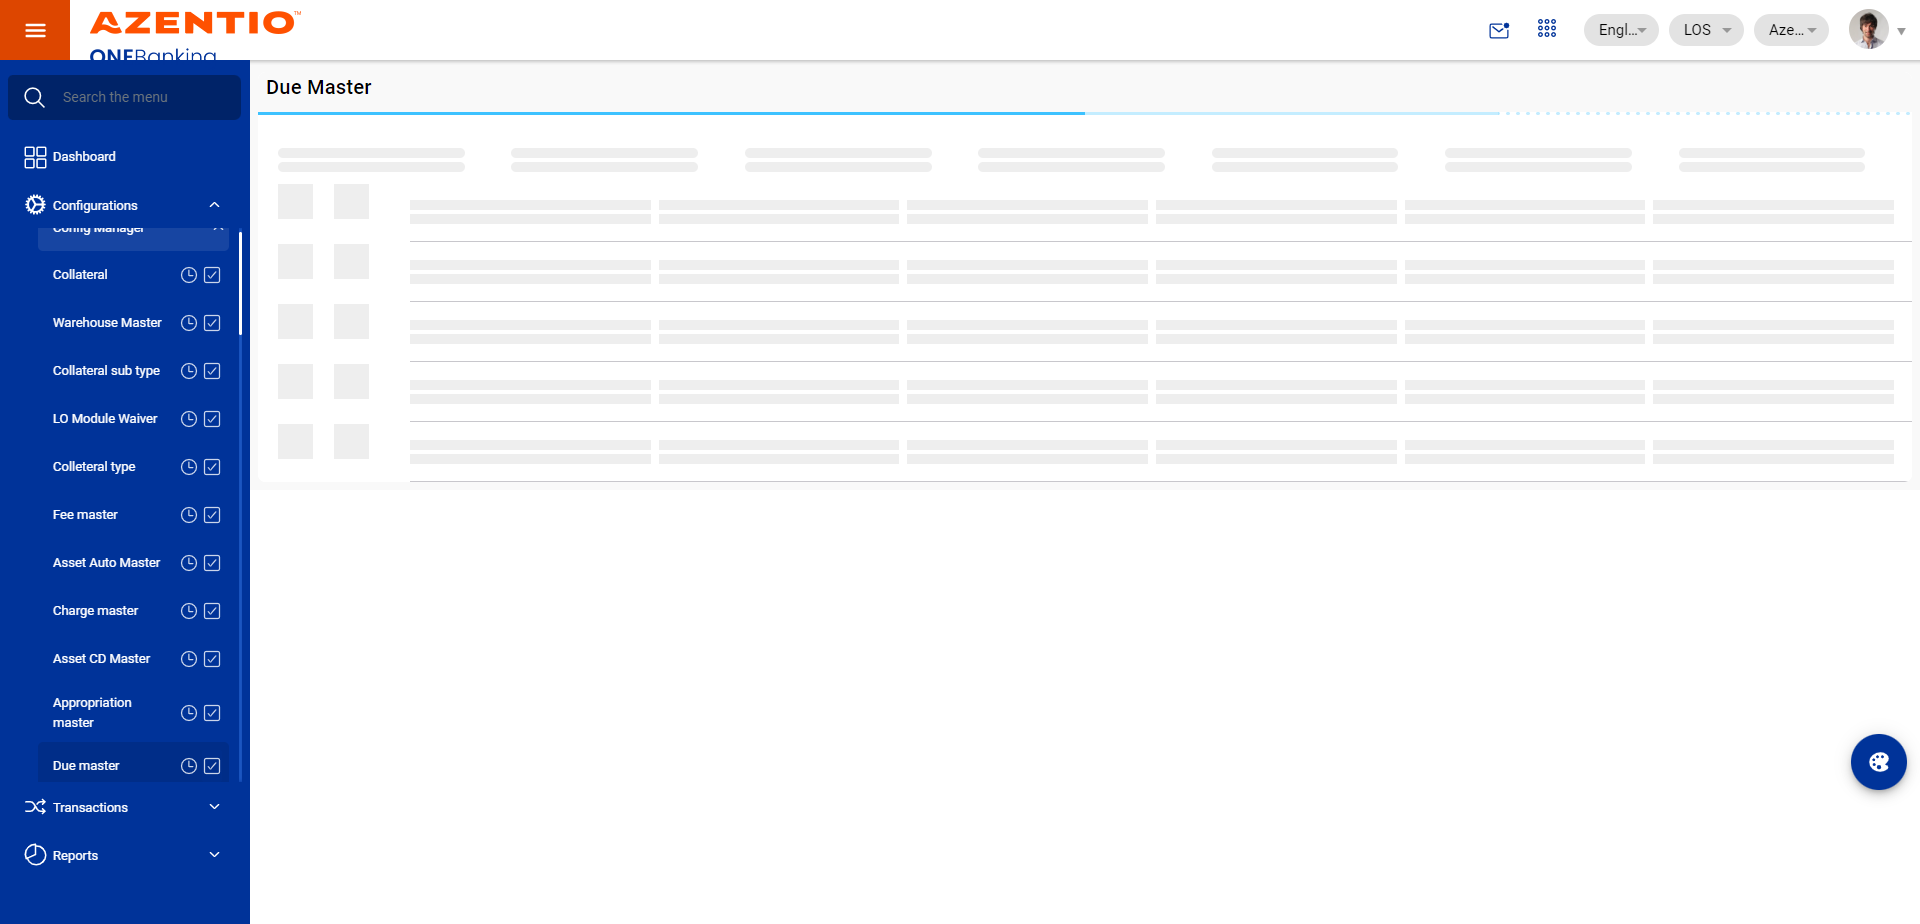 AZENTIO™
ONEBanking
Engl...
LOS
Aze...
Search the menu
Due Master
Dashboard
Configurations
Config Manager
Collateral
Warehouse Master
Collateral sub type
LO Module Waiver
Colleteral type
Fee master
Asset Auto Master
Charge master
Asset CD Master
Appropriation
master
Due master
Transactions
Reports